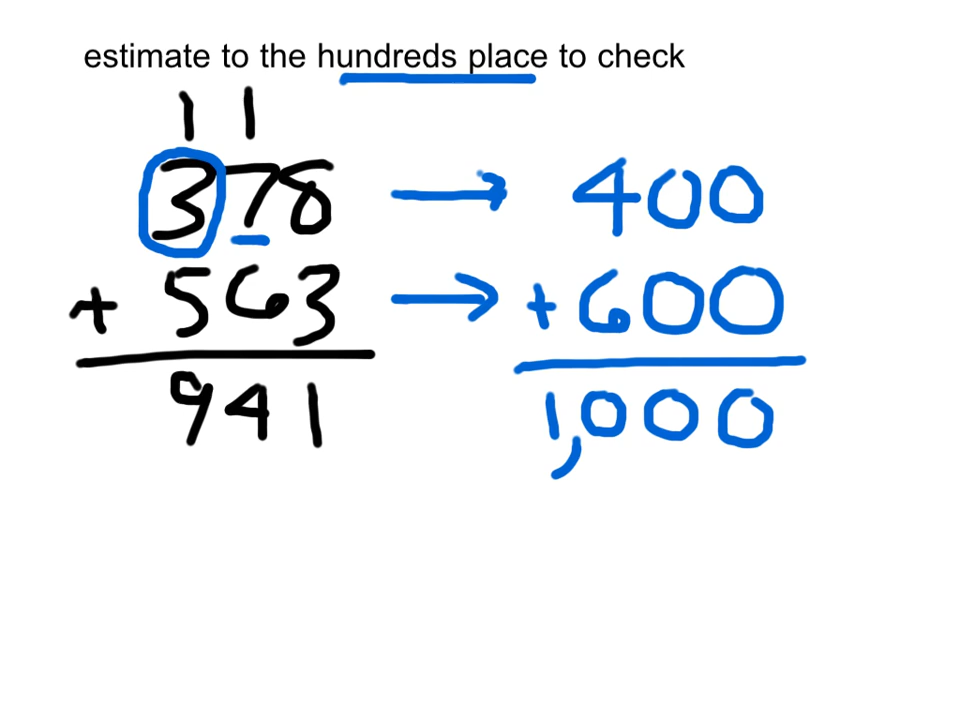 estimate to the hundreds place to check
1 1
378 → 400
+ 563 → + 600
941 1,000